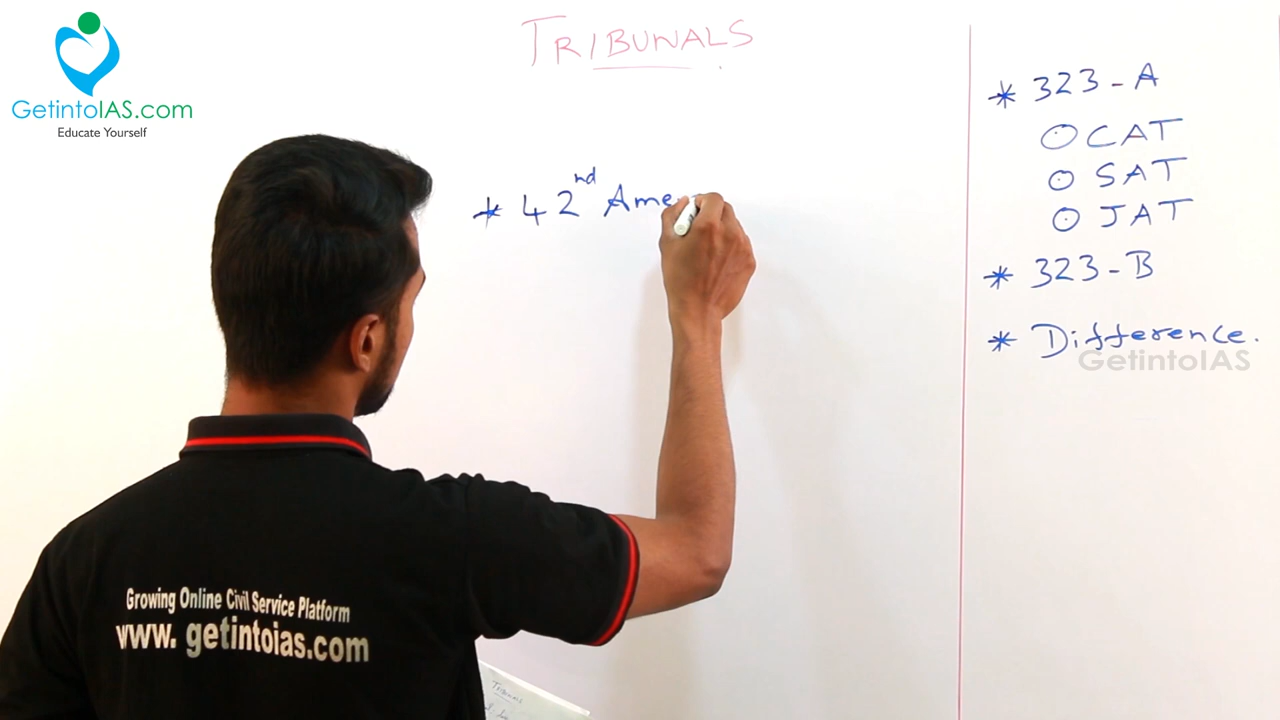 GetintoIAS.com
Educate Yourself
TRIBUNALS
* 42nd Ame
* 323-A
CAT
SAT
JAT
* 323-B
* Difference.
GetintoIAS
Growing Online Civil Service Platform
www. getintoias.com
Tribunals